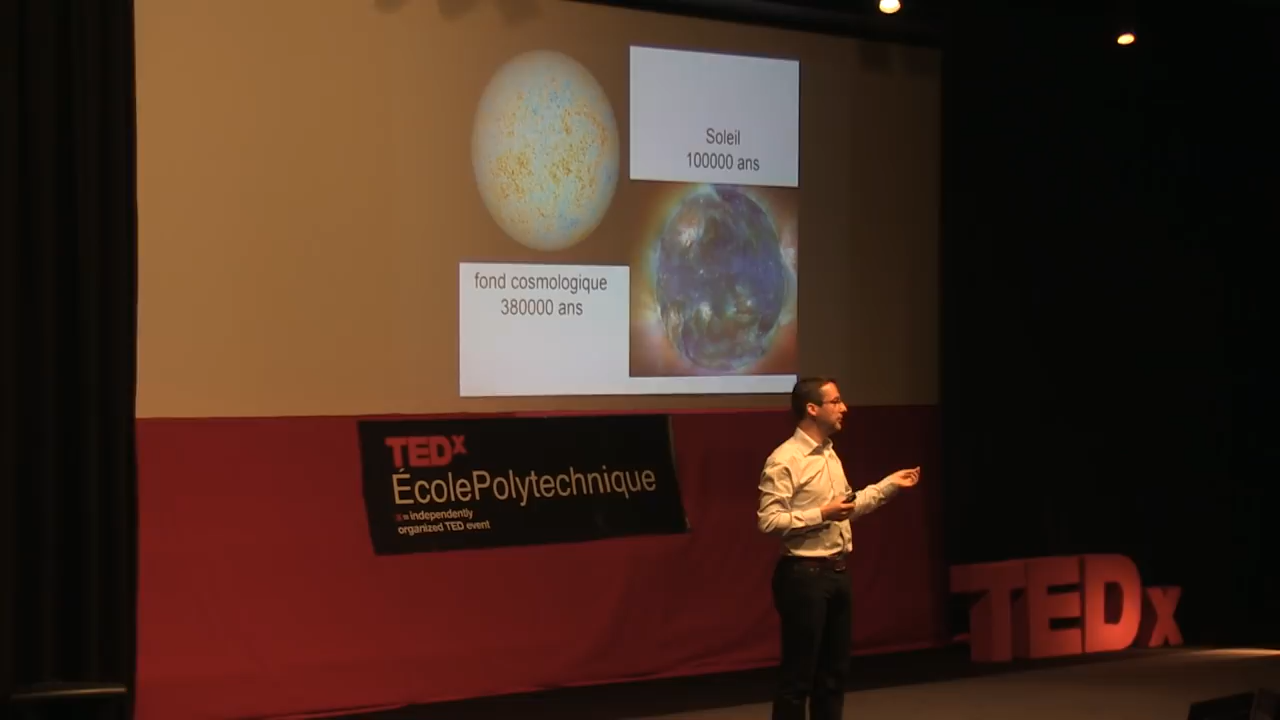 Soleil
100000 ans
fond cosmologique
380000 ans
TEDx
ÉcolePolytechnique
x = independently
organized TED event
TEDx